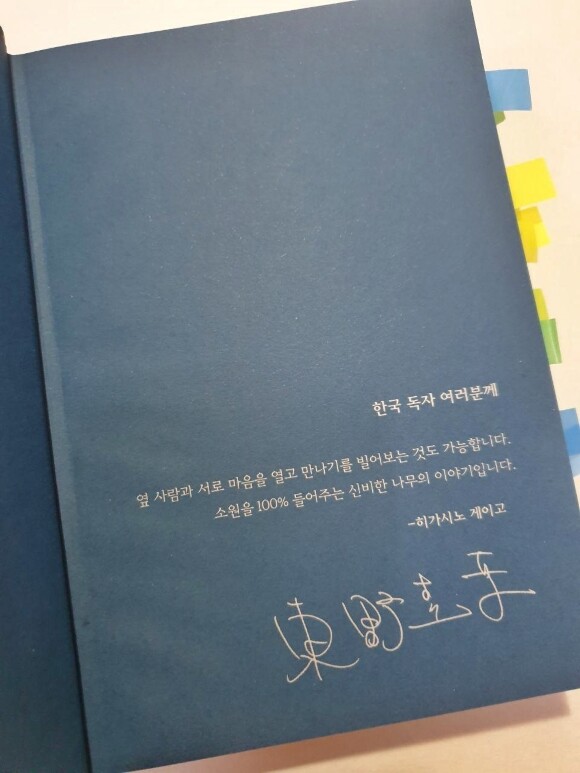 한국 독자 여러분께
옆 사람과 서로 마음을 열고 만나기를 빌어보는 것도 가능합니다.
소원을 100% 들어주는 신비한 나무의 이야기입니다.
-히가시노 게이고
東野圭吾